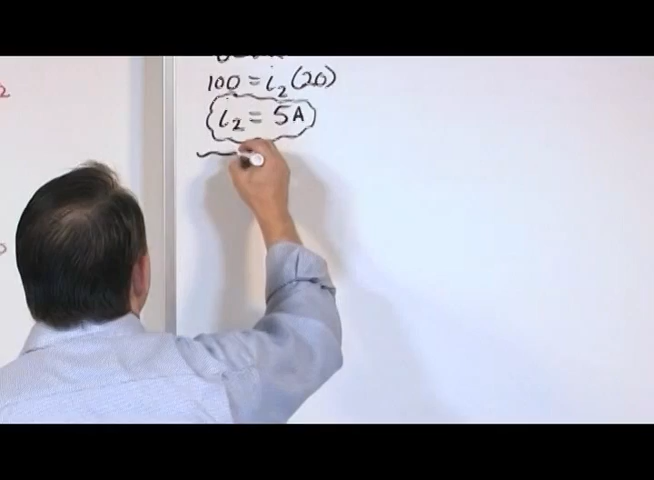 100 = i₂(20)
i₂ = 5A